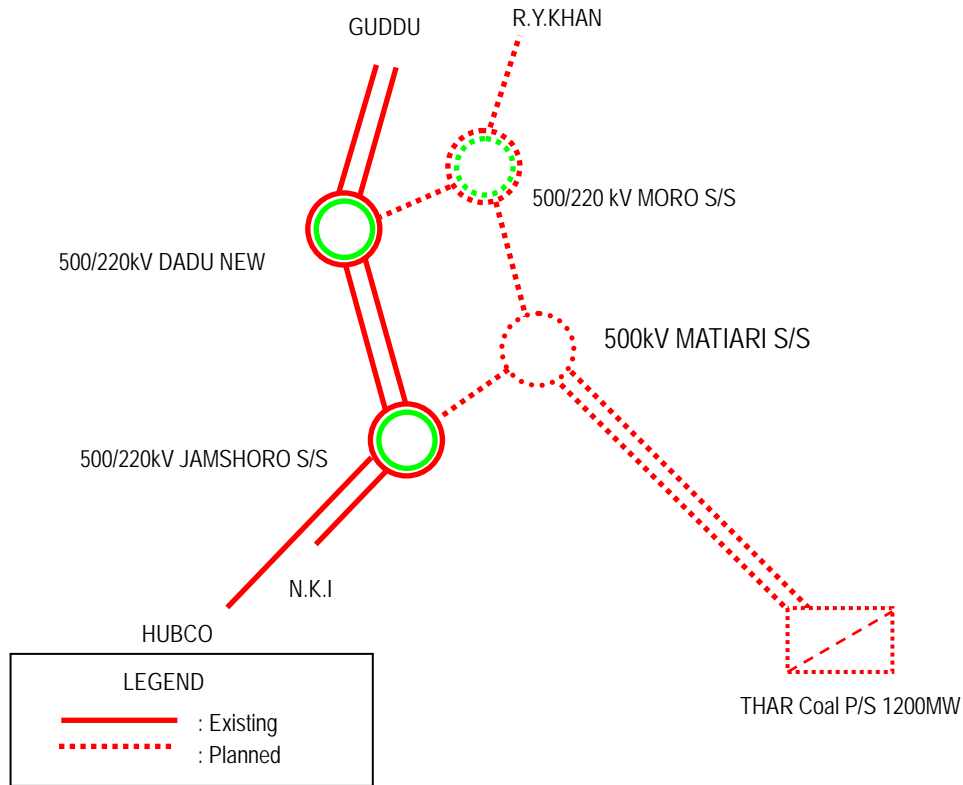 R.Y.KHAN
GUDDU
500/220 kV MORO S/S
500/220kV DADU NEW
500kV MATIARI S/S
500/220kV JAMSHORO S/S
N.K.I
HUBCO
LEGEND
: Existing
: Planned
THAR Coal P/S 1200MW